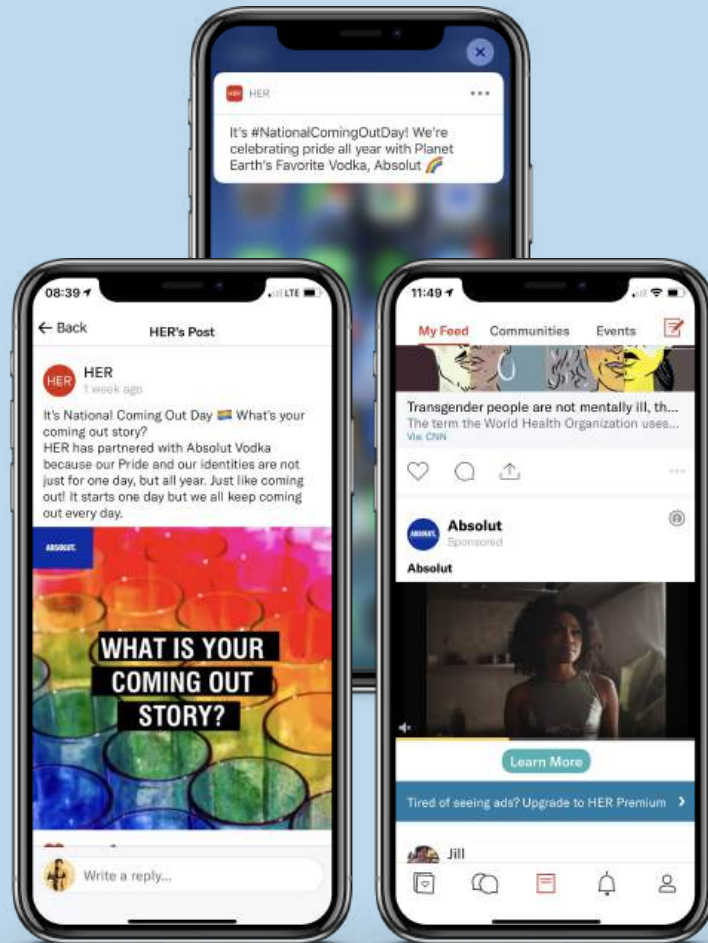 HER HER
It's #NationalComingOutDay! We're
celebrating pride all year with Planet
Earth's Favorite Vodka, Absolut 🌈
08:39
LTE
← Back
HER's Post
HER
HER
1 week ago
It's National Coming Out Day 🏳️‍🌈 What's your
coming out story?
HER has partnered with Absolut Vodka
because our Pride and our identities are not
just for one day, but all year. Just like coming
out! It starts one day but we all keep coming
out every day.
ABSOLUT.
WHAT IS YOUR
COMING OUT
STORY?
Write a reply...
11:49
My Feed Communities Events
Transgender people are not mentally ill, th...
The term the World Health Organization usee...
Via: CNN
ABSOLUT.
Absolut
Sponsored
Absolut
Learn More
Tired of seeing ads? Upgrade to HER Premium
Jill